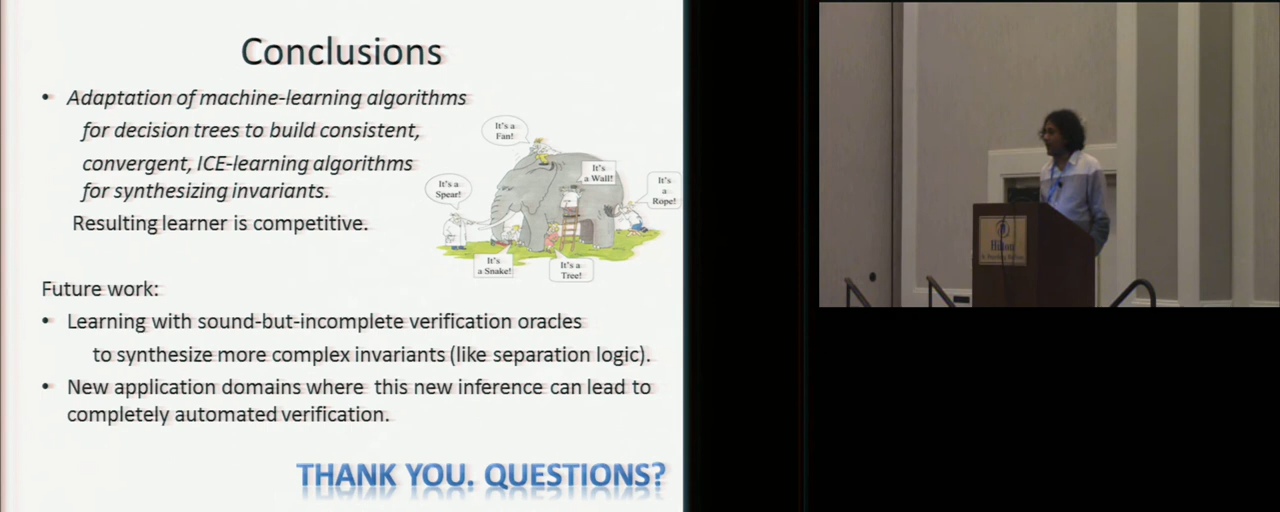 Conclusions
• Adaptation of machine-learning algorithms
for decision trees to build consistent,
convergent, ICE-learning algorithms
for synthesizing invariants.
Resulting learner is competitive.
It's a
Fan!
It's
a Wall!
It's a
Spear!
It's
a
Rope!
It's
a Snake!
It's a
Tree!
Future work:
• Learning with sound-but-incomplete verification oracles
to synthesize more complex invariants (like separation logic).
• New application domains where this new inference can lead to
completely automated verification.
THANK YOU. QUESTIONS?
Hilton